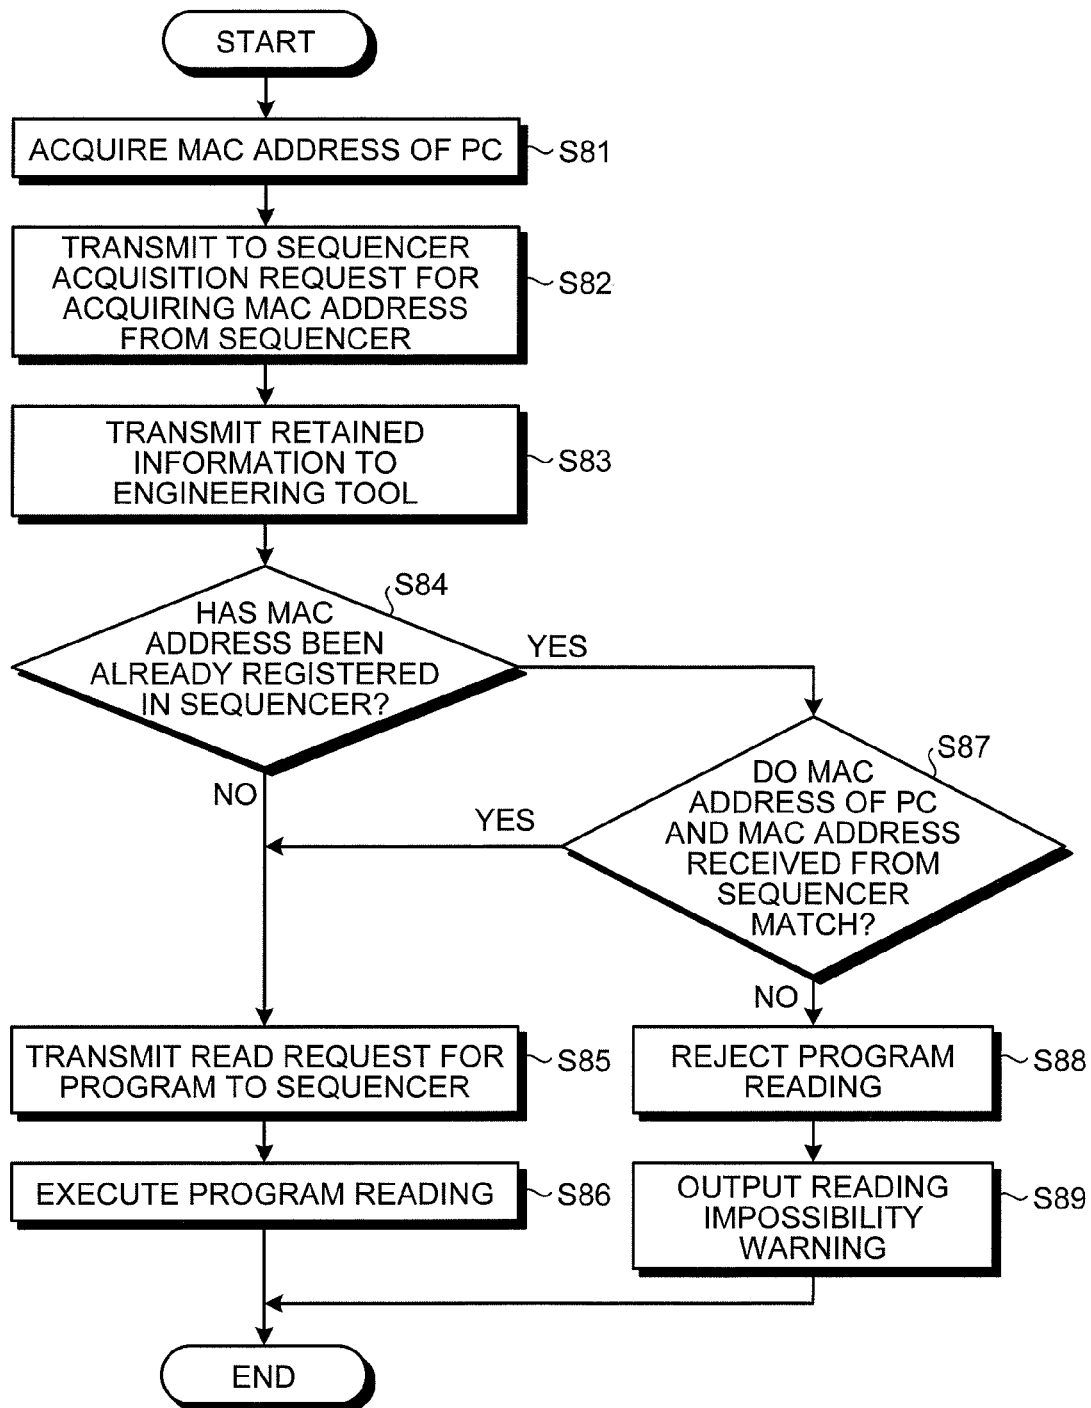 START
ACQUIRE MAC ADDRESS OF PC
S81
TRANSMIT TO SEQUENCER
ACQUISITION REQUEST FOR
ACQUIRING MAC ADDRESS
FROM SEQUENCER
S82
TRANSMIT RETAINED
INFORMATION TO
ENGINEERING TOOL
S83
S84
HAS MAC
ADDRESS BEEN
ALREADY REGISTERED
IN SEQUENCER?
YES
NO
S87
DO MAC
ADDRESS OF PC
AND MAC ADDRESS
RECEIVED FROM
SEQUENCER
MATCH?
YES
NO
TRANSMIT READ REQUEST FOR
PROGRAM TO SEQUENCER
S85
REJECT PROGRAM
READING
S88
EXECUTE PROGRAM READING
S86
OUTPUT READING
IMPOSSIBILITY
WARNING
S89
END